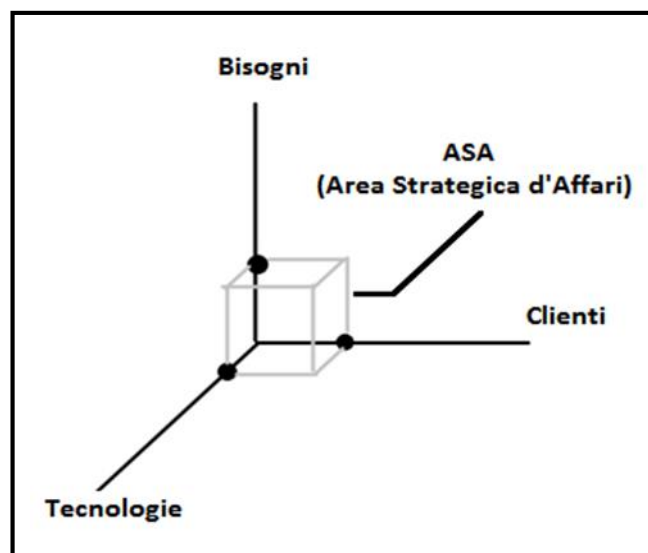 Bisogni
ASA
(Area Strategica d'Affari)
Clienti
Tecnologie